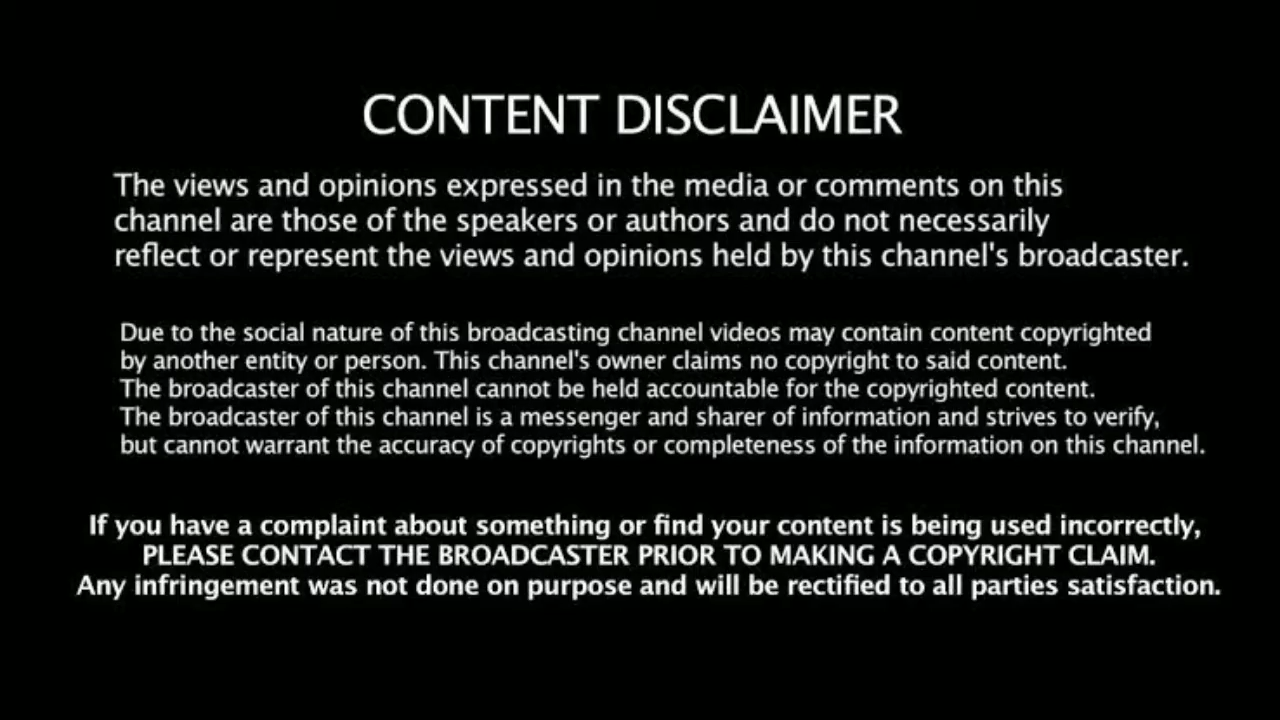 CONTENT DISCLAIMER
The views and opinions expressed in the media or comments on this
channel are those of the speakers or authors and do not necessarily
reflect or represent the views and opinions held by this channel's broadcaster.
Due to the social nature of this broadcasting channel videos may contain content copyrighted
by another entity or person. This channel's owner claims no copyright to said content.
The broadcaster of this channel cannot be held accountable for the copyrighted content.
The broadcaster of this channel is a messenger and sharer of information and strives to verify,
but cannot warrant the accuracy of copyrights or completeness of the information on this channel.
If you have a complaint about something or find your content is being used incorrectly,
PLEASE CONTACT THE BROADCASTER PRIOR TO MAKING A COPYRIGHT CLAIM.
Any infringement was not done on purpose and will be rectified to all parties satisfaction.